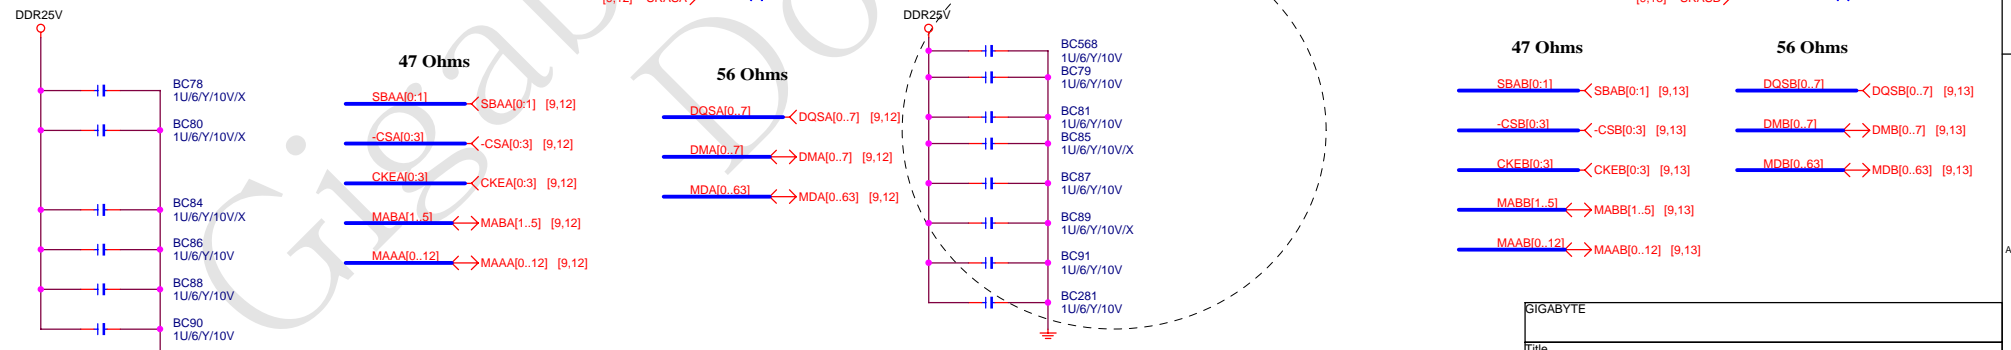 DDR25V
BC78
1U/6/Y/10V/X
BC80
1U/6/Y/10V/X
BC84
1U/6/Y/10V/X
BC86
1U/6/Y/10V
BC88
1U/6/Y/10V
BC90
1U/6/Y/10V
47 Ohms
SBAA[0:1] SBAA[0:1] [9,12]
-CSA[0:3] -CSA[0:3] [9,12]
CKEA[0:3] CKEA[0:3] [9,12]
MABA[1..5] MABA[1..5] [9,12]
MAAA[0..12] MAAA[0..12] [9,12]
56 Ohms
DQSA[0..7] DQSA[0..7] [9,12]
DMA[0..7] DMA[0..7] [9,12]
MDA[0..63] MDA[0..63] [9,12]
DDR25V
BC568
1U/6/Y/10V
BC79
1U/6/Y/10V
BC81
1U/6/Y/10V
BC85
1U/6/Y/10V/X
BC87
1U/6/Y/10V
BC89
1U/6/Y/10V/X
BC91
1U/6/Y/10V
BC281
1U/6/Y/10V
47 Ohms
SBAB[0:1] SBAB[0:1] [9,13]
-CSB[0:3] -CSB[0:3] [9,13]
CKEB[0:3] CKEB[0:3] [9,13]
MABB[1..5] MABB[1..5] [9,13]
MAAB[0..12] MAAB[0..12] [9,13]
56 Ohms
DQSB[0..7] DQSB[0..7] [9,13]
DMB[0..7] DMB[0..7] [9,13]
MDB[0..63] MDB[0..63] [9,13]
A
GIGABYTE
Title
Gigab
Do